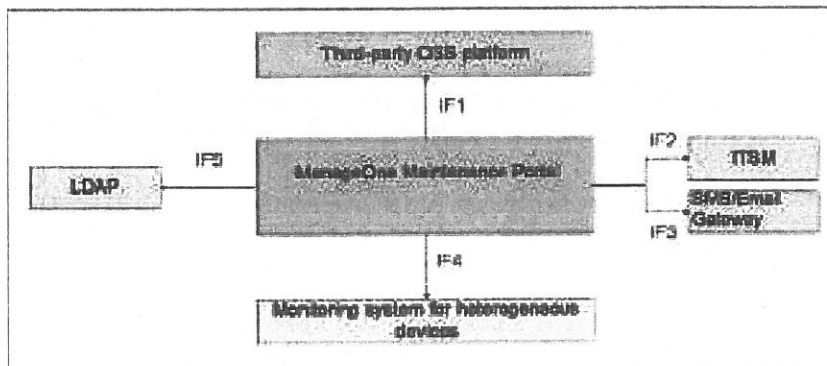 Third-party OSS platform
IF1
IF5
IF2
LDAP
ManageOne Maintenance Portal
ITSM
SMS/Email
Gateway
IF3
IF4
Monitoring system for heterogeneous
devices